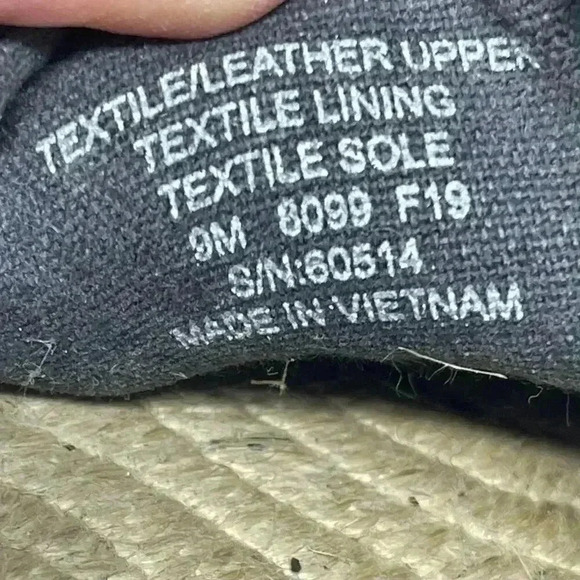 TEXTILE/LEATHER UPPER
TEXTILE LINING
TEXTILE SOLE
9M 8099 F19
S/N:60514
MADE IN VIETNAM